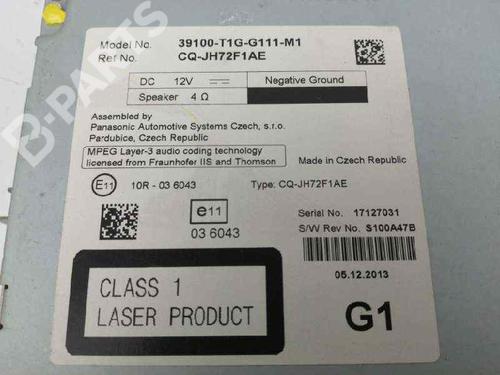 B-PARTS
Model No. 39100-T1G-G111-M1
Ref No. CQ-JH72F1AE
DC 12V Negative Ground
Speaker 4 Ω
Assembled by
Panasonic Automotive Systems Czech, s.r.o.
Pardubice, Czech Republic
MPEG Layer-3 audio coding technology
licensed from Fraunhofer IIS and Thomson
Made in Czech Republic
E11 10R - 03 6043 Type: CQ-JH72F1AE
e11
03 6043
Serial No. 17127031
S/W Rev No. S100A47B
05.12.2013
CLASS 1
LASER PRODUCT
G1